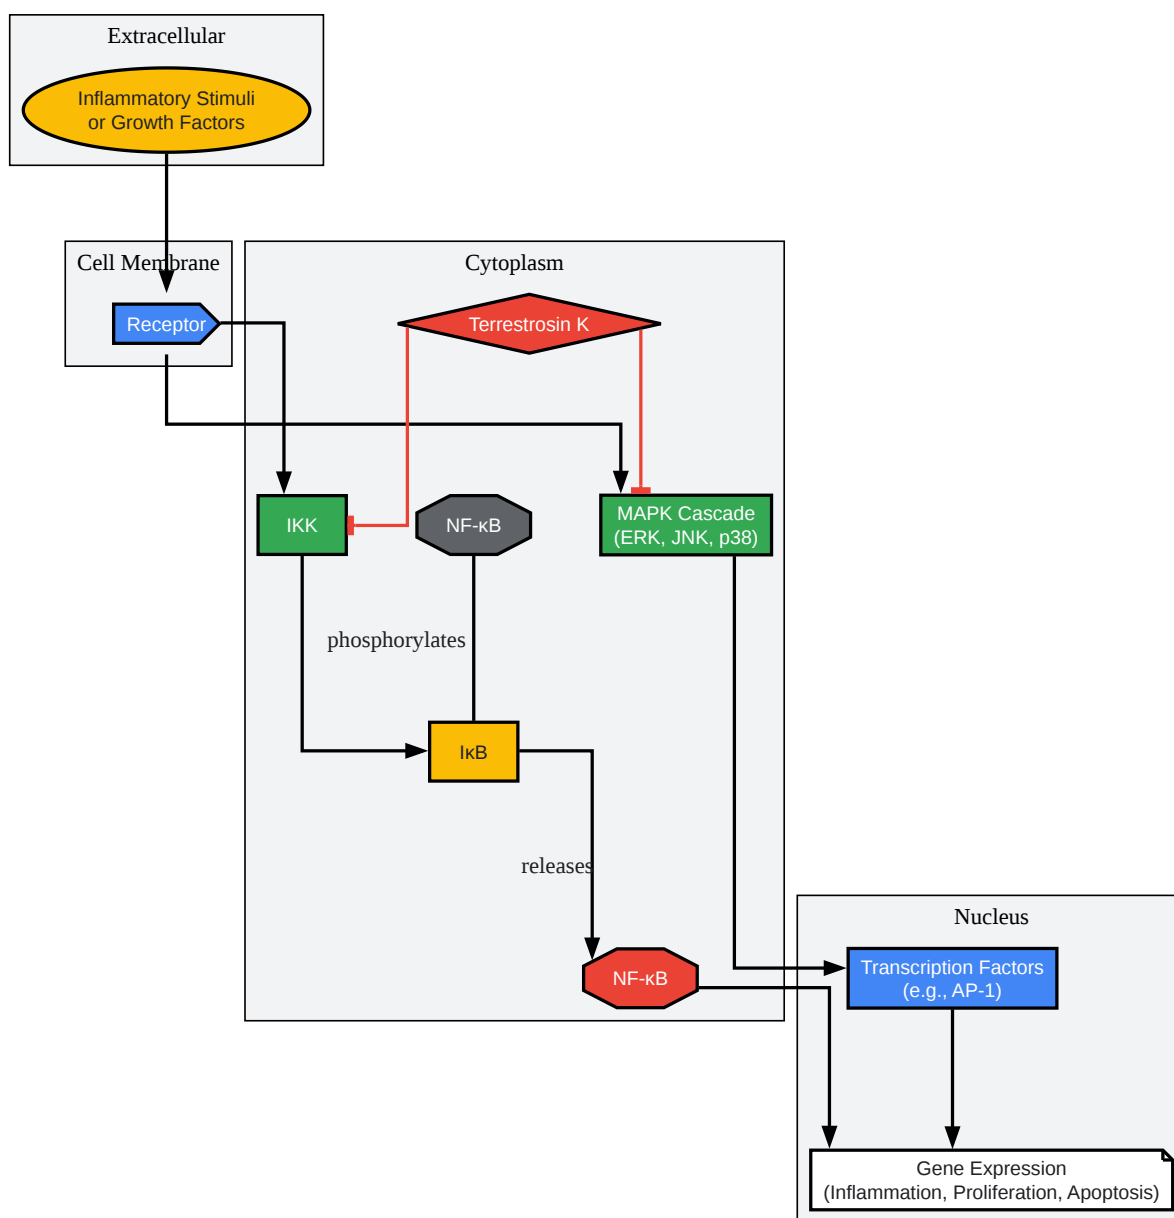 Extracellular
Inflammatory Stimuli
or Growth Factors
Cell Membrane
Cytoplasm
Receptor
Terrestrosin K
IKK
NF-κB
MAPK Cascade
(ERK, JNK, p38)
phosphorylates
IκB
releases
Nucleus
NF-κB
Transcription Factors
(e.g., AP-1)
Gene Expression
(Inflammation, Proliferation, Apoptosis)